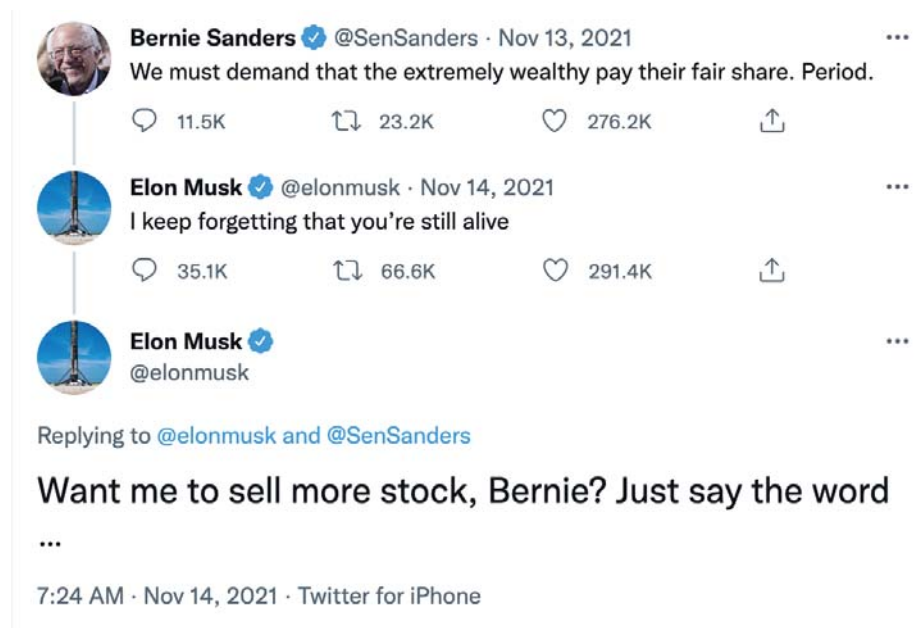 Bernie Sanders @SenSanders · Nov 13, 2021
We must demand that the extremely wealthy pay their fair share. Period.
11.5K 23.2K 276.2K
Elon Musk @elonmusk · Nov 14, 2021
I keep forgetting that you’re still alive
35.1K 66.6K 291.4K
Elon Musk
@elonmusk
Replying to @elonmusk and @SenSanders
Want me to sell more stock, Bernie? Just say the word
...
7:24 AM · Nov 14, 2021 · Twitter for iPhone